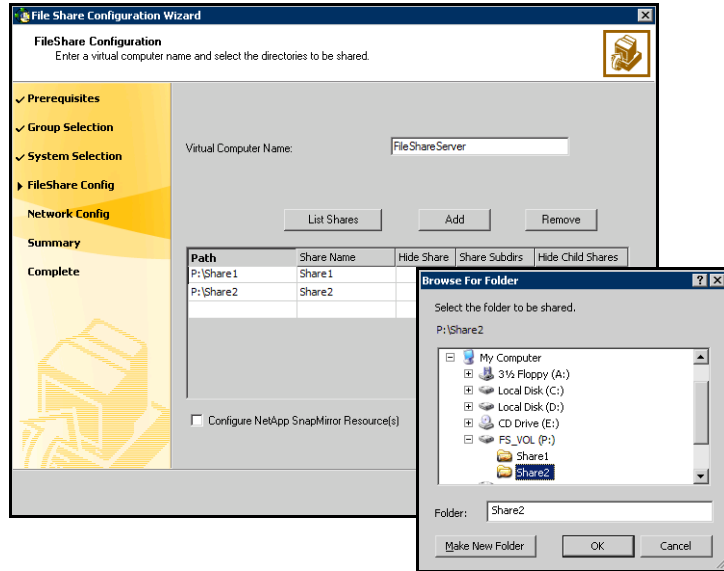 File Share Configuration Wizard
FileShare Configuration
Enter a virtual computer name and select the directories to be shared.
Prerequisites
Group Selection
System Selection
FileShare Config
Network Config
Summary
Complete
Virtual Computer Name:
FileShareServer
List Shares
Add
Remove
Path Share Name Hide Share Share Subdirs Hide Child Shares
P:\Share1 Share1
P:\Share2 Share2
Configure NetApp SnapMirror Resource(s)
Browse For Folder
Select the folder to be shared.
P:\Share2
My Computer
3½ Floppy (A:)
Local Disk (C:)
Local Disk (D:)
CD Drive (E:)
FS_VOL (P:)
Share1
Share2
Folder: Share2
Make New Folder
OK
Cancel